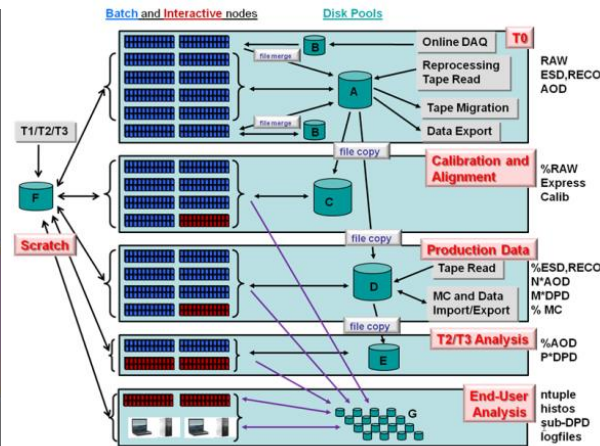 Batch and Interactive nodes
Disk Pools
T0
B
Online DAQ
file merge
Reprocessing
Tape Read
A
RAW
ESD,RECO
AOD
Tape Migration
file merge
B
Data Export
T1/T2/T3
file copy
Calibration and
Alignment
F
C
%RAW
Express
Calib
Scratch
file copy
Production Data
Tape Read
D
MC and Data
Import/Export
%ESD,RECO
N*AOD
M*DPD
% MC
file copy
T2/T3 Analysis
E
%AOD
P*DPD
End-User
Analysis
G
ntuple
histos
sub-DPD
logfiles